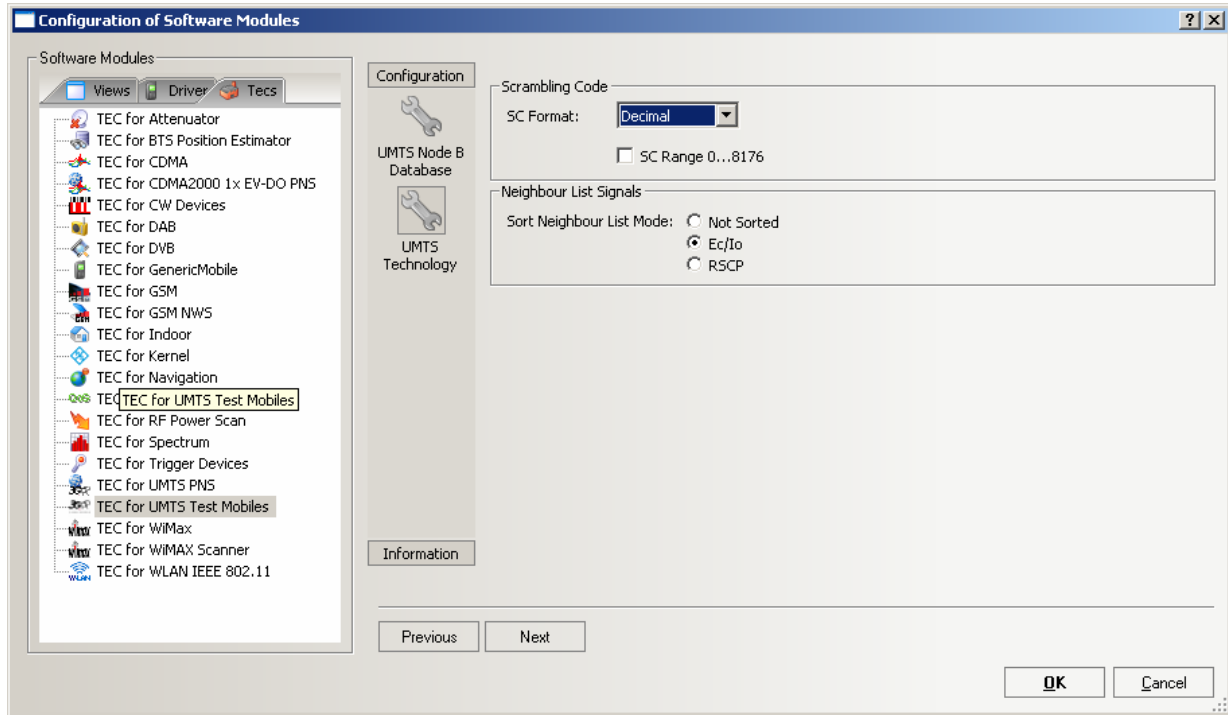 Configuration of Software Modules
Software Modules
Views Driver Tecs
TEC for Attenuator
TEC for BTS Position Estimator
TEC for CDMA
TEC for CDMA2000 1x EV-DO PNS
TEC for CW Devices
TEC for DAB
TEC for DVB
TEC for GenericMobile
TEC for GSM
TEC for GSM NWS
TEC for Indoor
TEC for Kernel
TEC for Navigation
TEC for UMTS Test Mobiles
TEC for RF Power Scan
TEC for Spectrum
TEC for Trigger Devices
TEC for UMTS PNS
TEC for UMTS Test Mobiles
TEC for WiMax
TEC for WiMAX Scanner
TEC for WLAN IEEE 802.11
Configuration
UMTS Node B
Database
UMTS
Technology
Information
Scrambling Code
SC Format: Decimal
SC Range 0...8176
Neighbour List Signals
Sort Neighbour List Mode: Not Sorted
Ec/Io
RSCP
Previous Next
OK Cancel